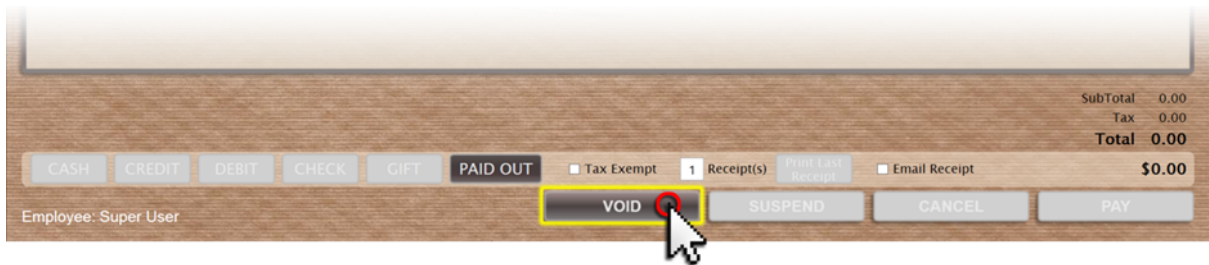 SubTotal 0.00
Tax 0.00
Total 0.00
CASH CREDIT DEBIT CHECK GIFT PAID OUT Tax Exempt 1 Receipt(s) Print Last Receipt Email Receipt $0.00
Employee: Super User VOID SUSPEND CANCEL PAY